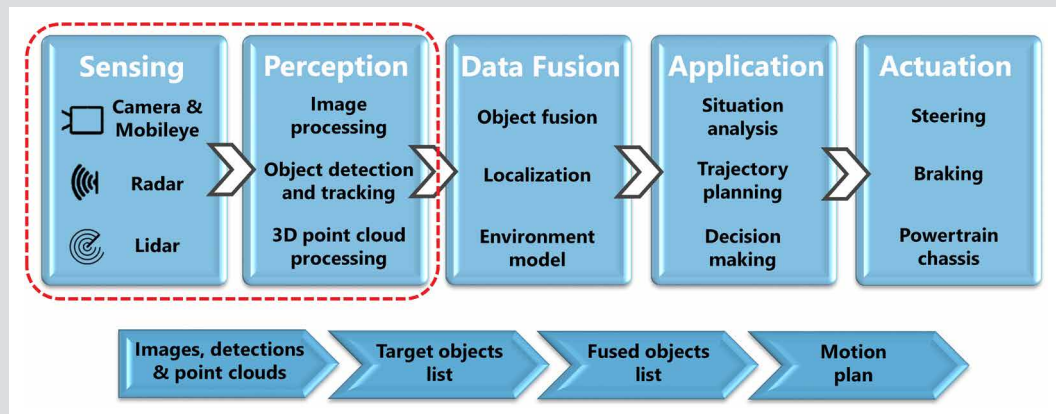 Sensing
Camera &
Mobileye
Radar
Lidar
Perception
Image
processing
Object detection
and tracking
3D point cloud
processing
Data Fusion
Object fusion
Localization
Environment
model
Application
Situation
analysis
Trajectory
planning
Decision
making
Actuation
Steering
Braking
Powertrain
chassis
Images, detections
& point clouds
Target objects
list
Fused objects
list
Motion
plan